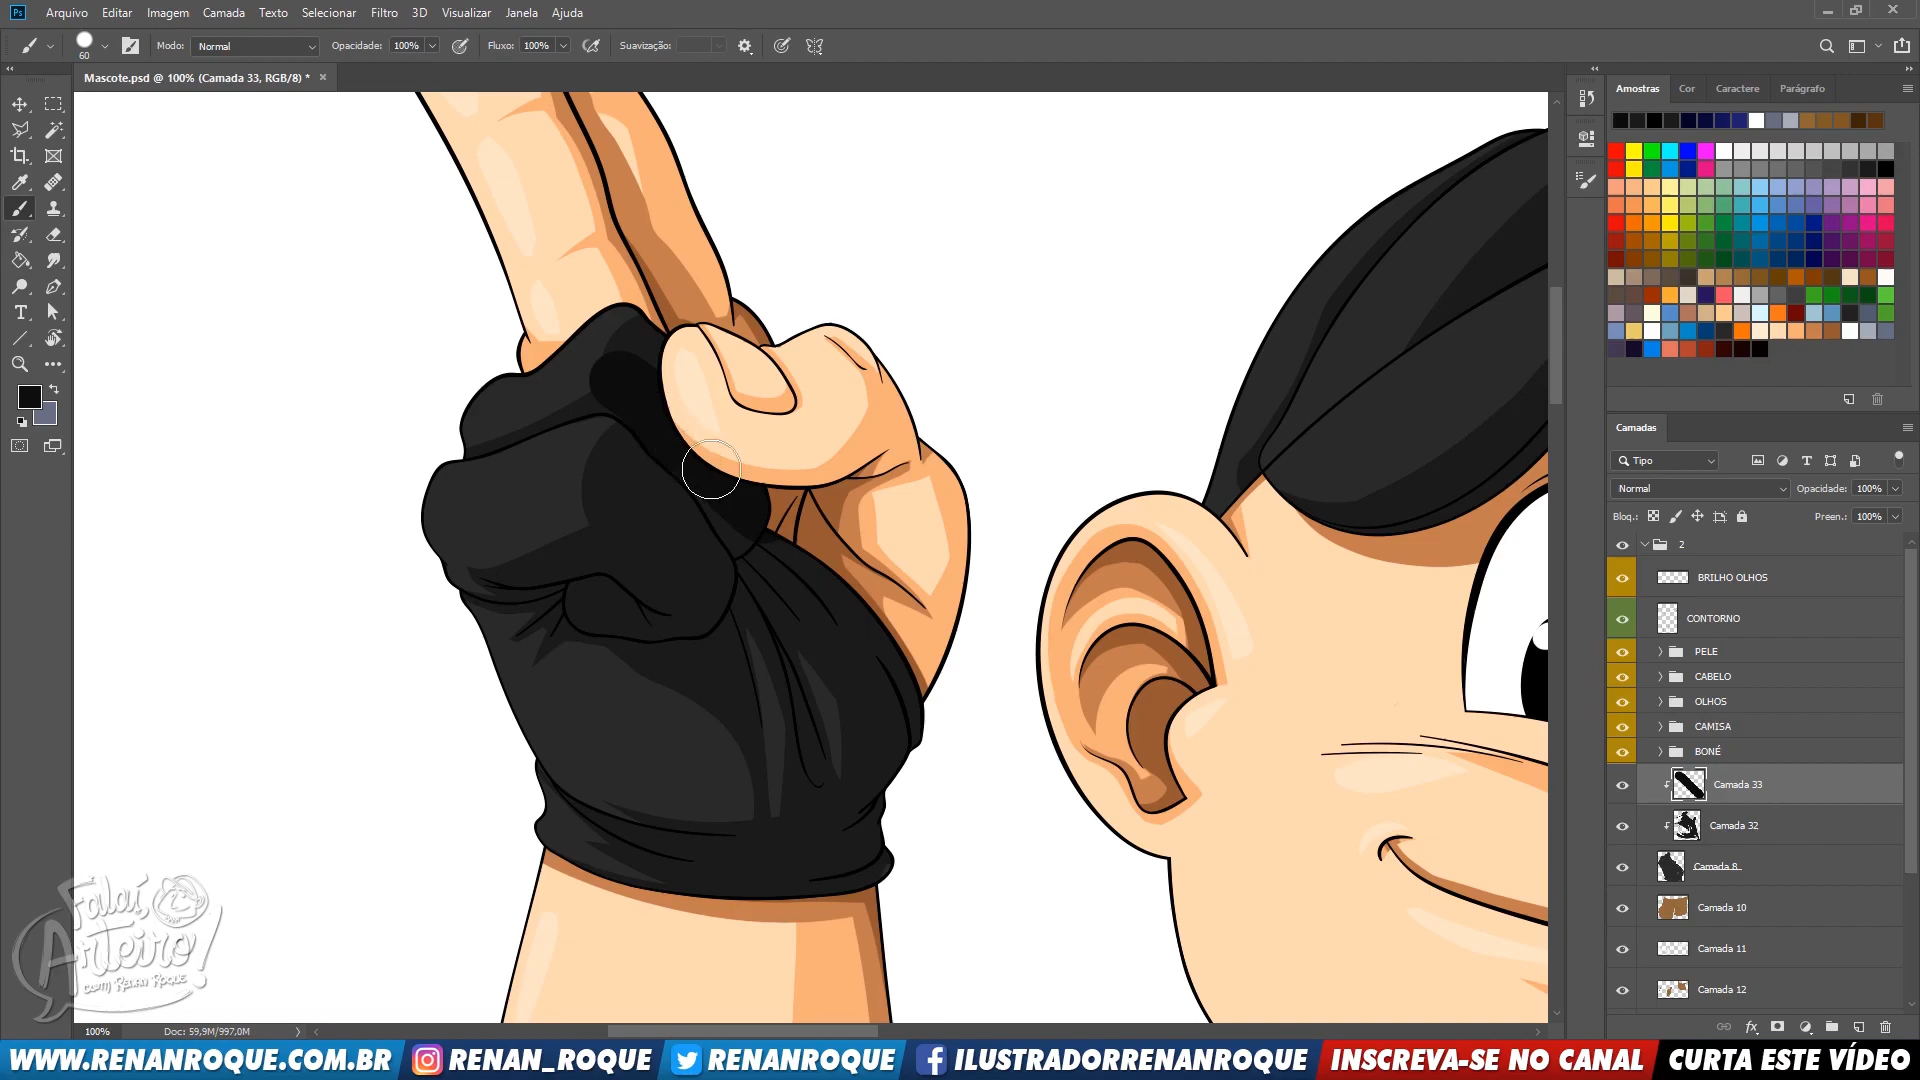 Ps Arquivo Editar Imagem Camada Texto Selecionar Filtro 3D Visualizar Janela Ajuda
60 Modo: Normal Opacidade: 100% Fluxo: 100% Suavização:
Mascote.psd @ 100% (Camada 33, RGB/8) * ×
Amostras Cor Caractere Parágrafo
Camadas
Tipo
Normal Opacidade: 100%
Bloq.: Preen.: 100%
2
BRILHO OLHOS
CONTORNO
PELE
CABELO
OLHOS
CAMISA
BONÉ
Camada 33
Camada 32
Camada 8
Camada 10
Camada 11
Camada 12
Falaí
Arteiro!
com Renan Roque
100% Doc: 59,9M/997,0M
WWW.RENANROQUE.COM.BR RENAN_ROQUE RENANROQUE ILUSTRADORRENANROQUE INSCREVA-SE NO CANAL CURTA ESTE VÍDEO